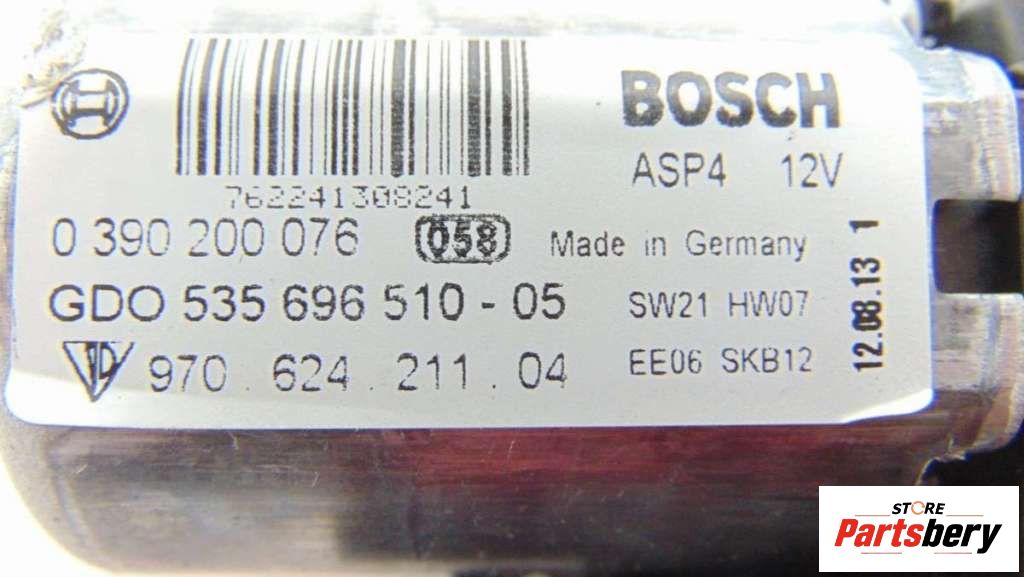 BOSCH
ASP4 12V
762241308241
0 390 200 076 058 Made in Germany
GDO 535 696 510 - 05 SW21 HW07
970 . 624 . 211 . 04 EE06 SKB12
12.08.13 1
STORE
Partsbery